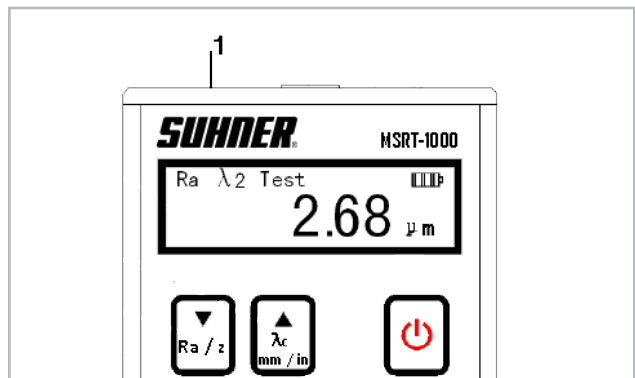 1
SUHNER®
MSRT-1000
Ra λ2 Test
2.68 µm
Ra / z
λc
mm / in